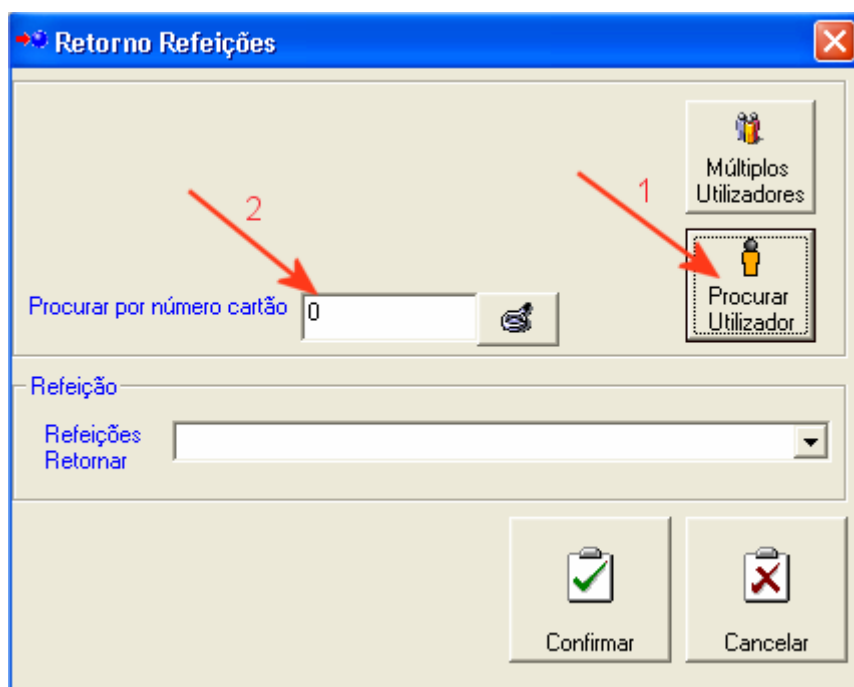 Retorno Refeições
Múltiplos
Utilizadores
1
2
Procurar
Utilizador
Procurar por número cartão
0
Refeição
Refeições
Retornar
Confirmar
Cancelar